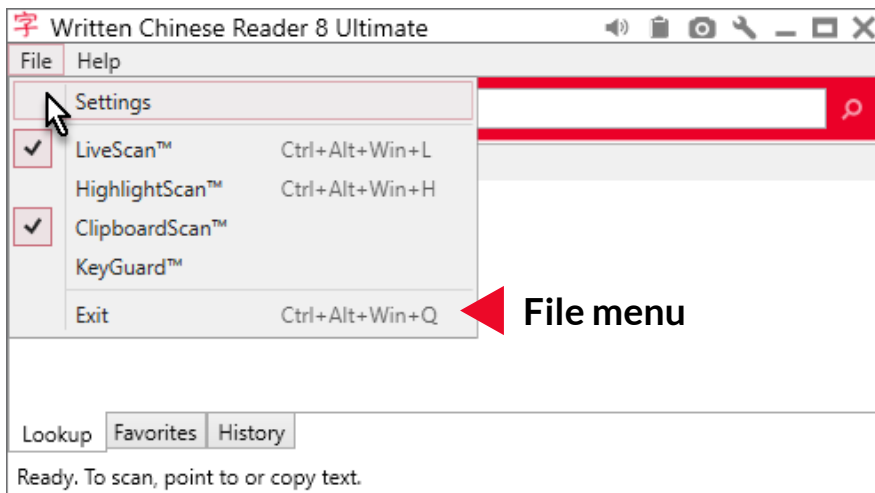 字 Written Chinese Reader 8 Ultimate
File Help
Settings
LiveScan™ Ctrl+Alt+Win+L
HighlightScan™ Ctrl+Alt+Win+H
ClipboardScan™
KeyGuard™
Exit Ctrl+Alt+Win+Q
File menu
Lookup Favorites History
Ready. To scan, point to or copy text.